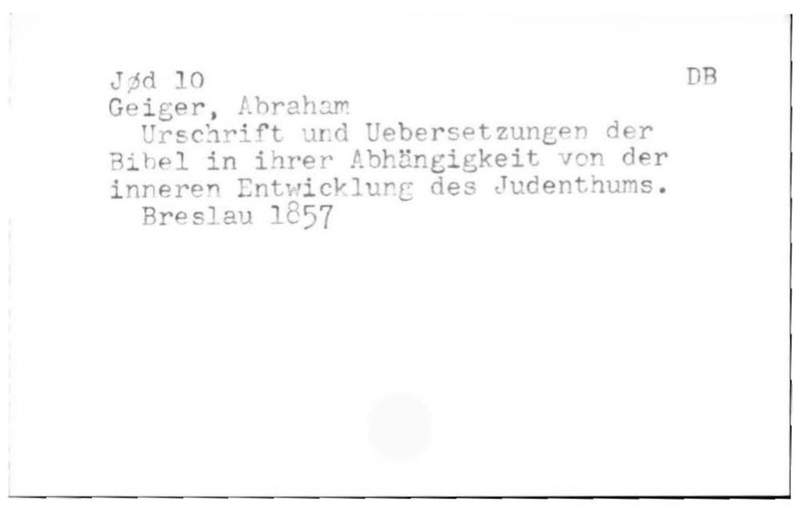 Jød 10 DB
Geiger, Abraham
Urschrift und Uebersetzungen der
Bibel in ihrer Abhängigkeit von der
inneren Entwicklung des Judenthums.
Breslau 1857